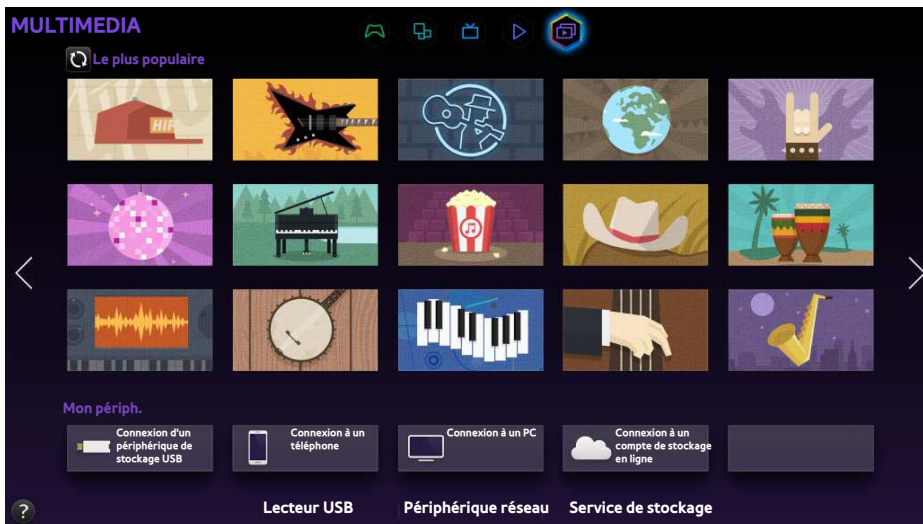 MULTIMEDIA
Le plus populaire
HIP
Mon périph.
Connexion d'un
périphérique de
stockage USB
Connexion à un
téléphone
Connexion à un PC
Connexion à un
compte de stockage
en ligne
?
Lecteur USB
Périphérique réseau
Service de stockage